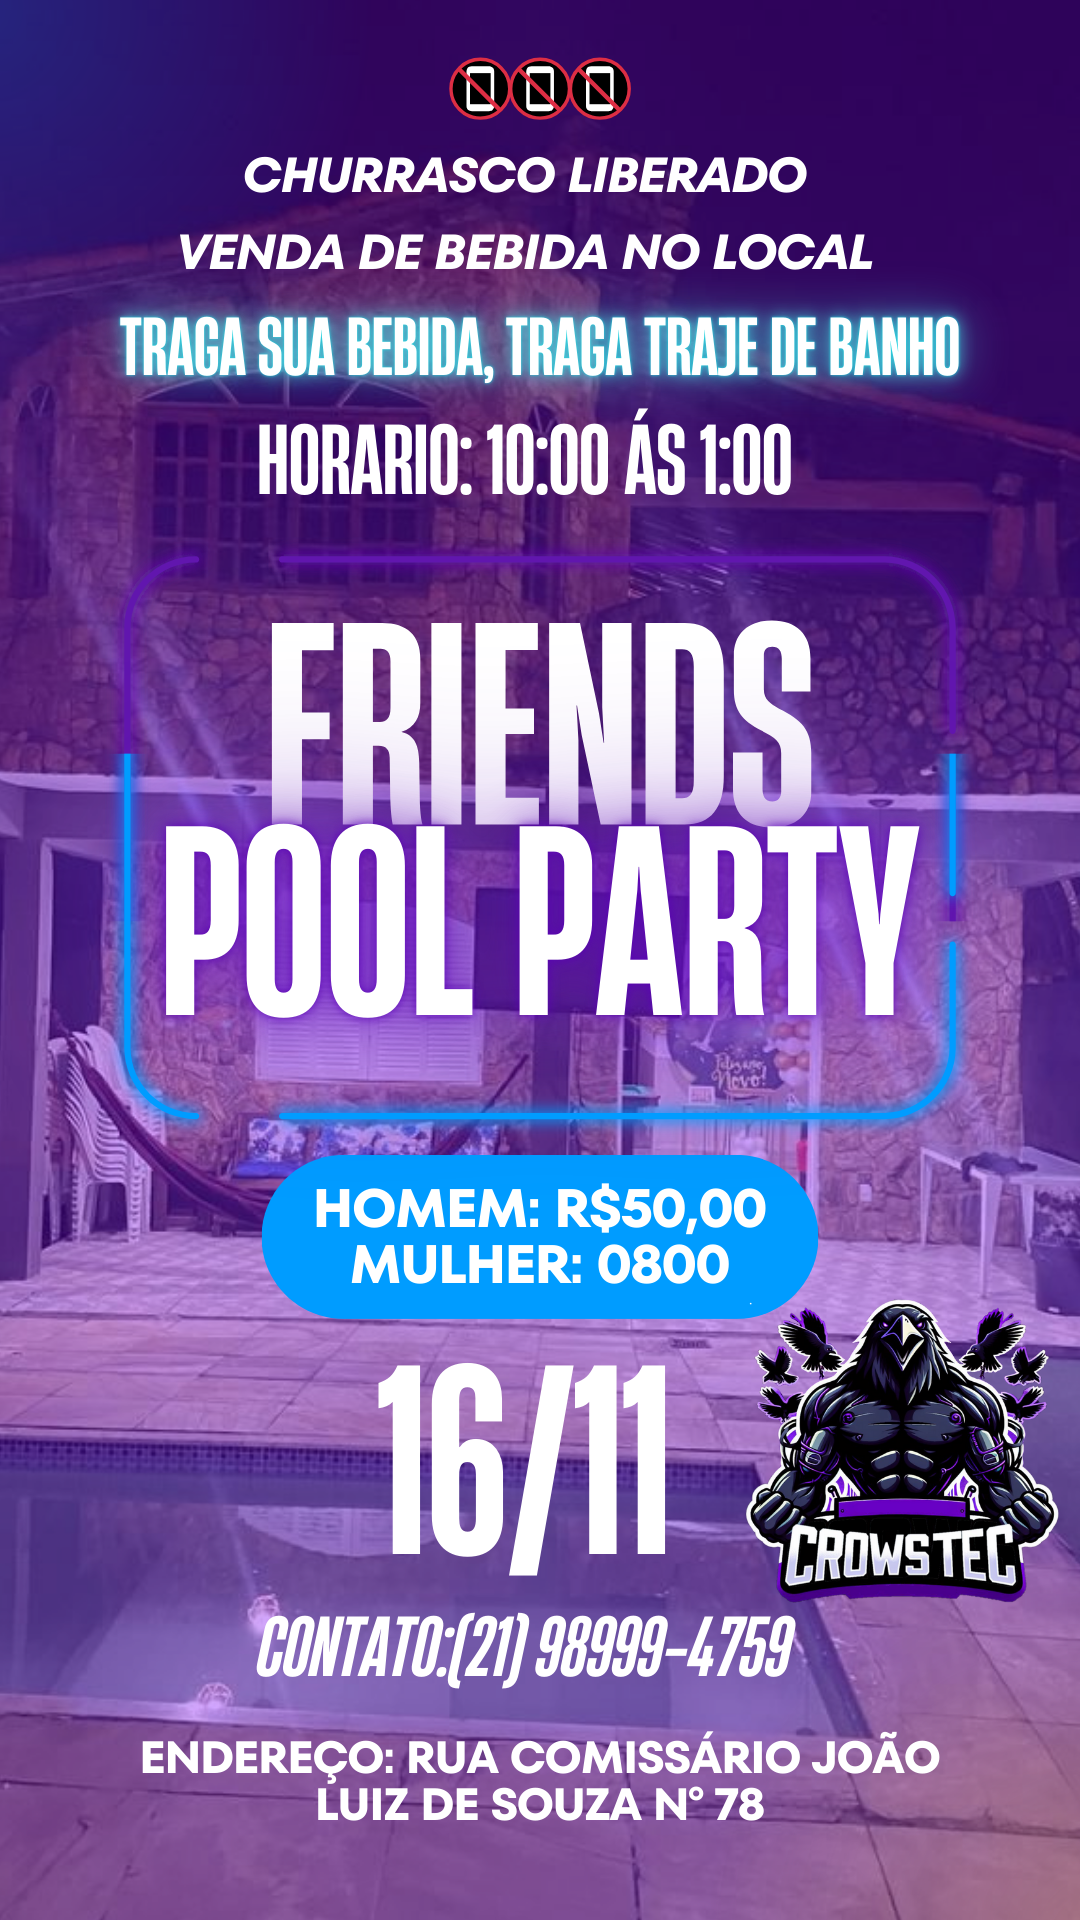 CHURRASCO LIBERADO
VENDA DE BEBIDA NO LOCAL
TRAGA SUA BEBIDA, TRAGA TRAJE DE BANHO
HORARIO: 10:00 ÁS 1:00
FRIENDS
POOL PARTY
Novo!
HOMEM: R$50,00
MULHER: 0800
16/11
CROWSTEC
CONTATO:(21) 98999-4759
ENDEREÇO: RUA COMISSÁRIO JOÃO
LUIZ DE SOUZA N° 78